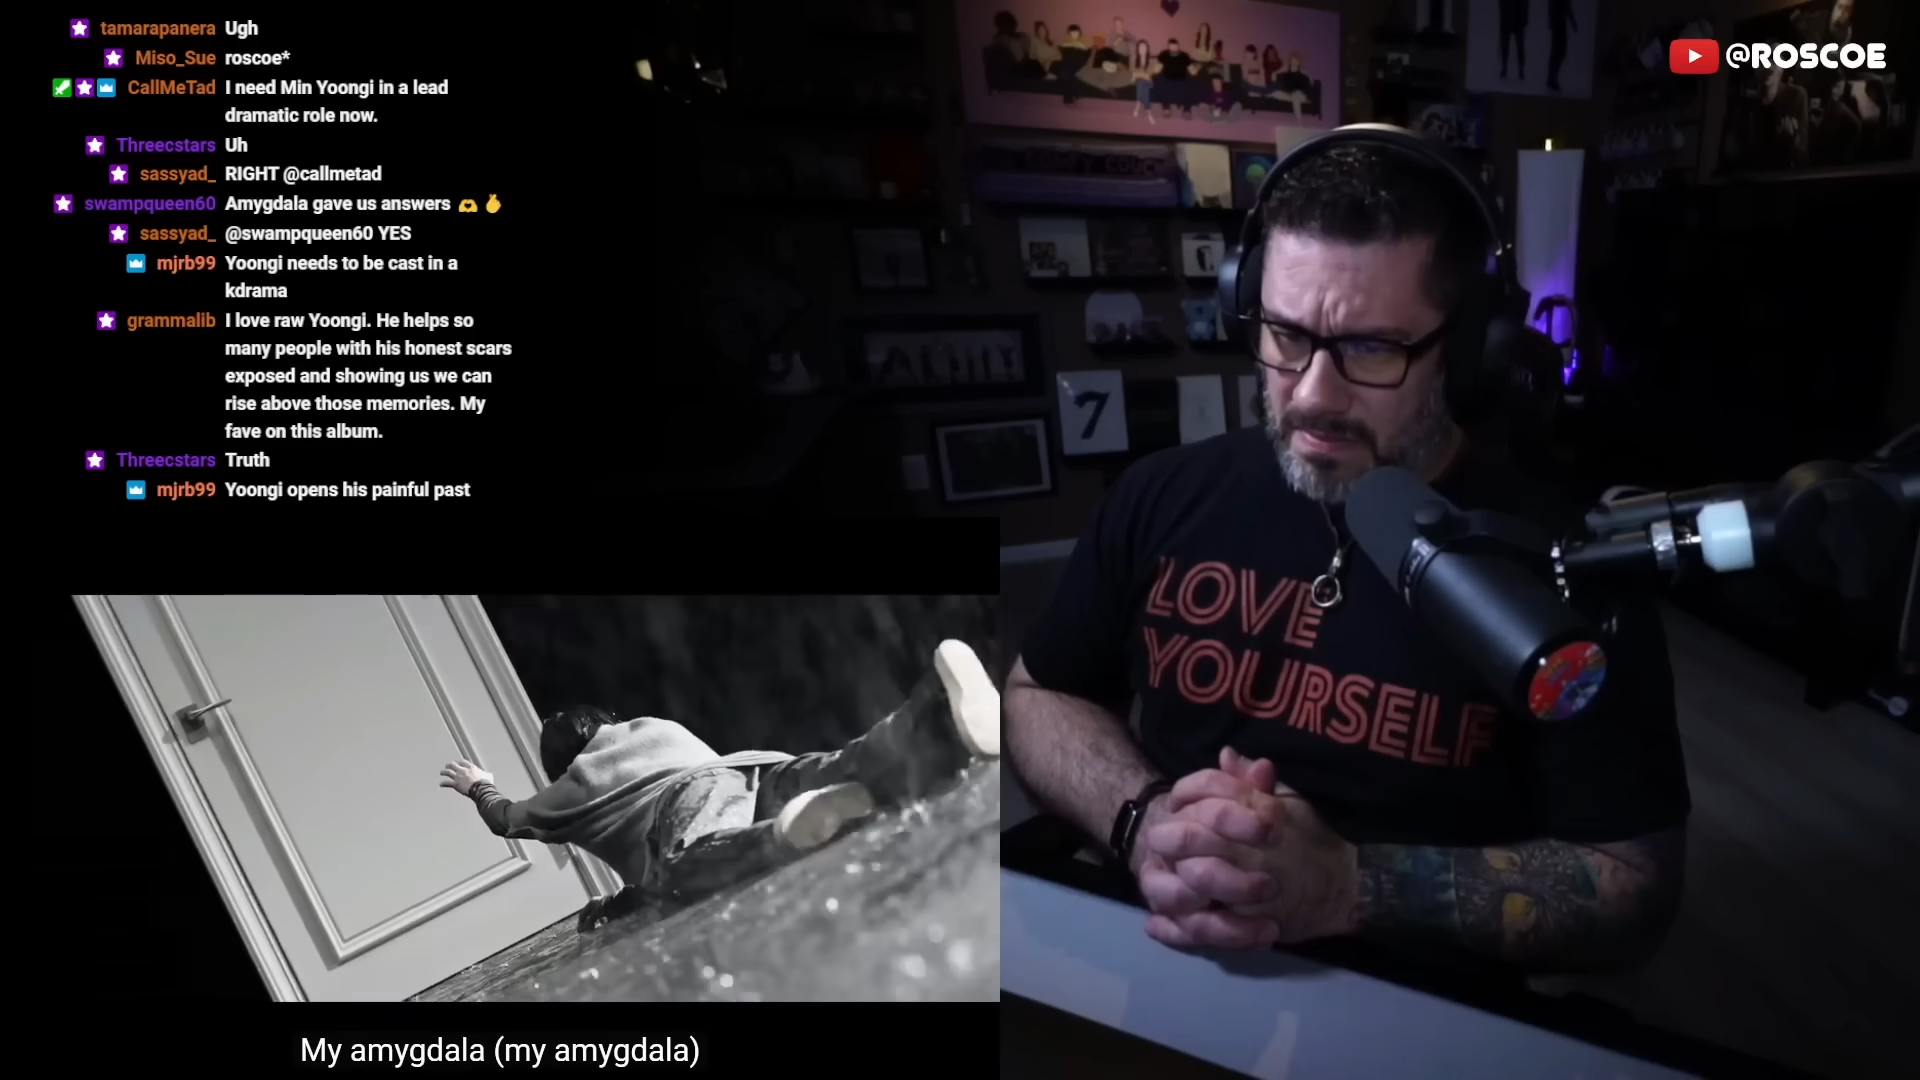 tamarapanera Ugh
Miso_Sue roscoe*
CallMeTad I need Min Yoongi in a lead
dramatic role now.
Threecstars Uh
sassyad_ RIGHT @callmetad
swampqueen60 Amygdala gave us answers 🫶🫰
sassyad_ @swampqueen60 YES
mjrb99 Yoongi needs to be cast in a
kdrama
grammalib I love raw Yoongi. He helps so
many people with his honest scars
exposed and showing us we can
rise above those memories. My
fave on this album.
Threecstars Truth
mjrb99 Yoongi opens his painful past
@ROSCOE
7
LOVE
YOURSELF
My amygdala (my amygdala)